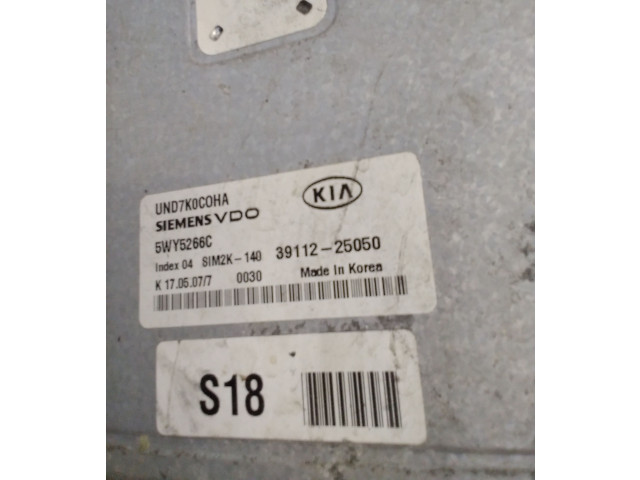 UND7K0COHA
SIEMENS VDO
KIA
5WY5266C
Index 04 SIM2K-140 39112-25050
K 17.05.07/7 0030 Made In Korea
S18